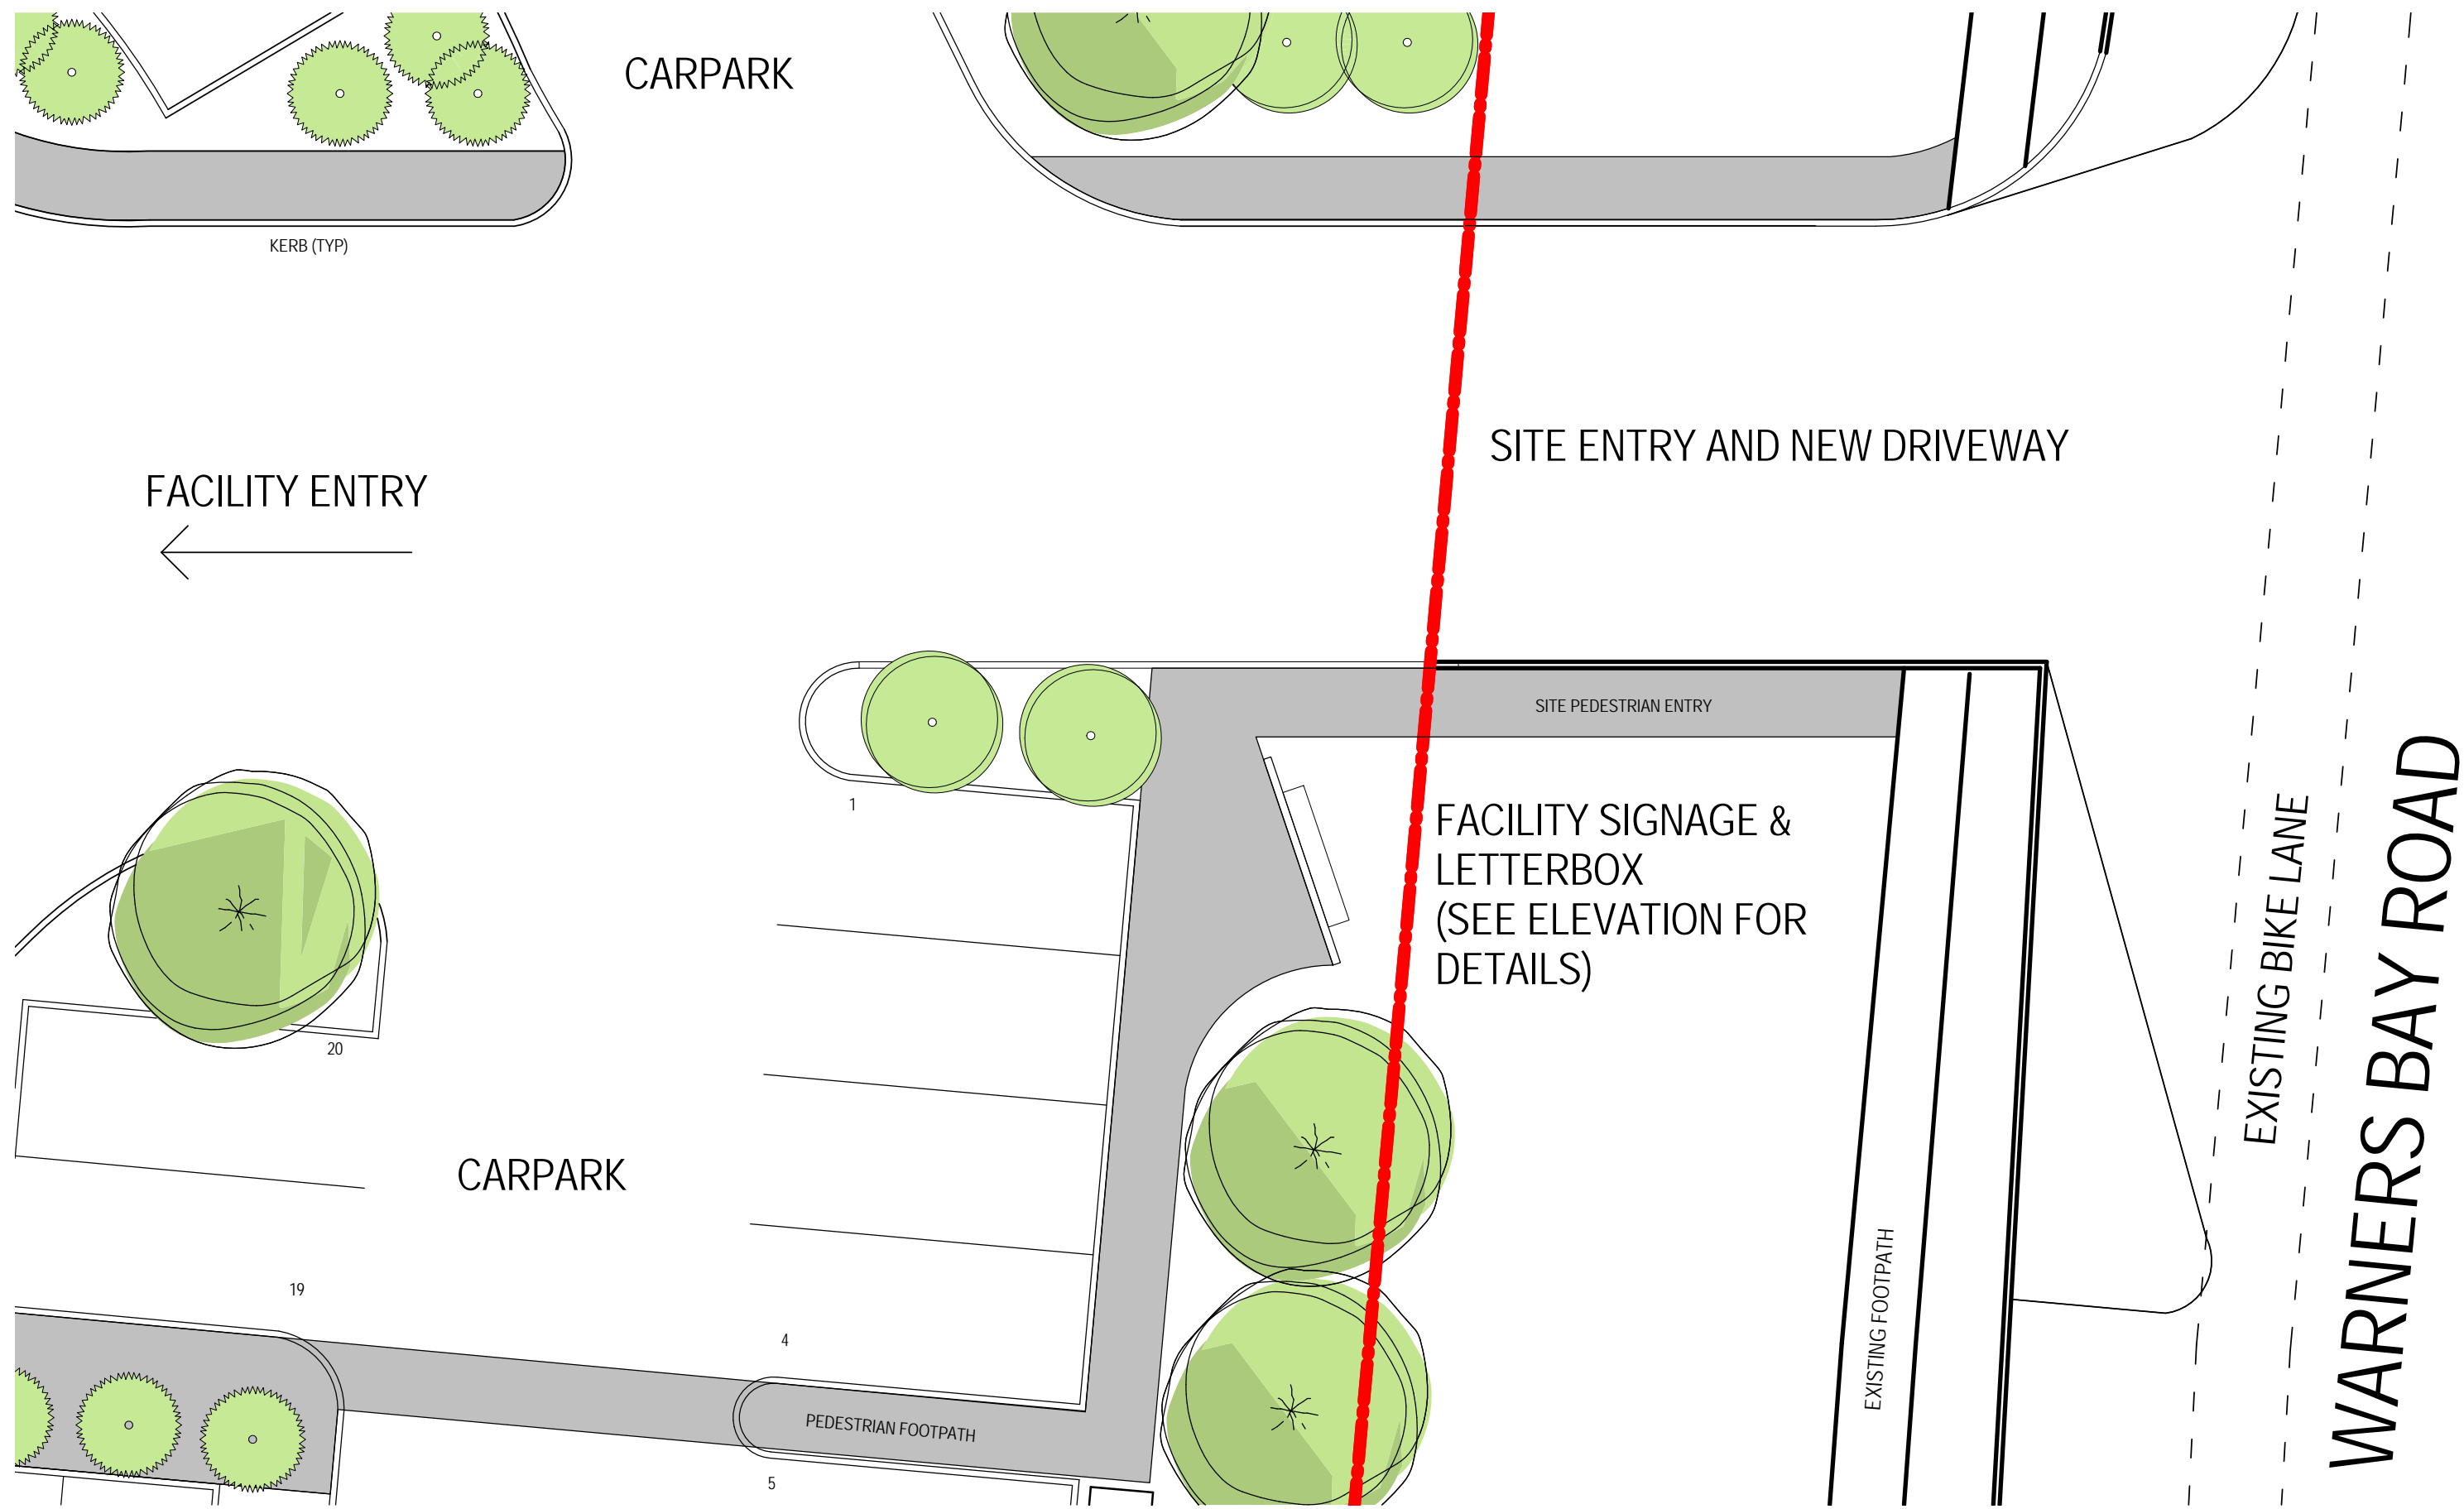 CARPARK
KERB (TYP)
SITE ENTRY AND NEW DRIVEWAY
FACILITY ENTRY
SITE PEDESTRIAN ENTRY
1
FACILITY SIGNAGE &
LETTERBOX
(SEE ELEVATION FOR
DETAILS)
EXISTING BIKE LANE
WARNERS BAY ROAD
20
CARPARK
EXISTING FOOTPATH
19
4
PEDESTRIAN FOOTPATH
5